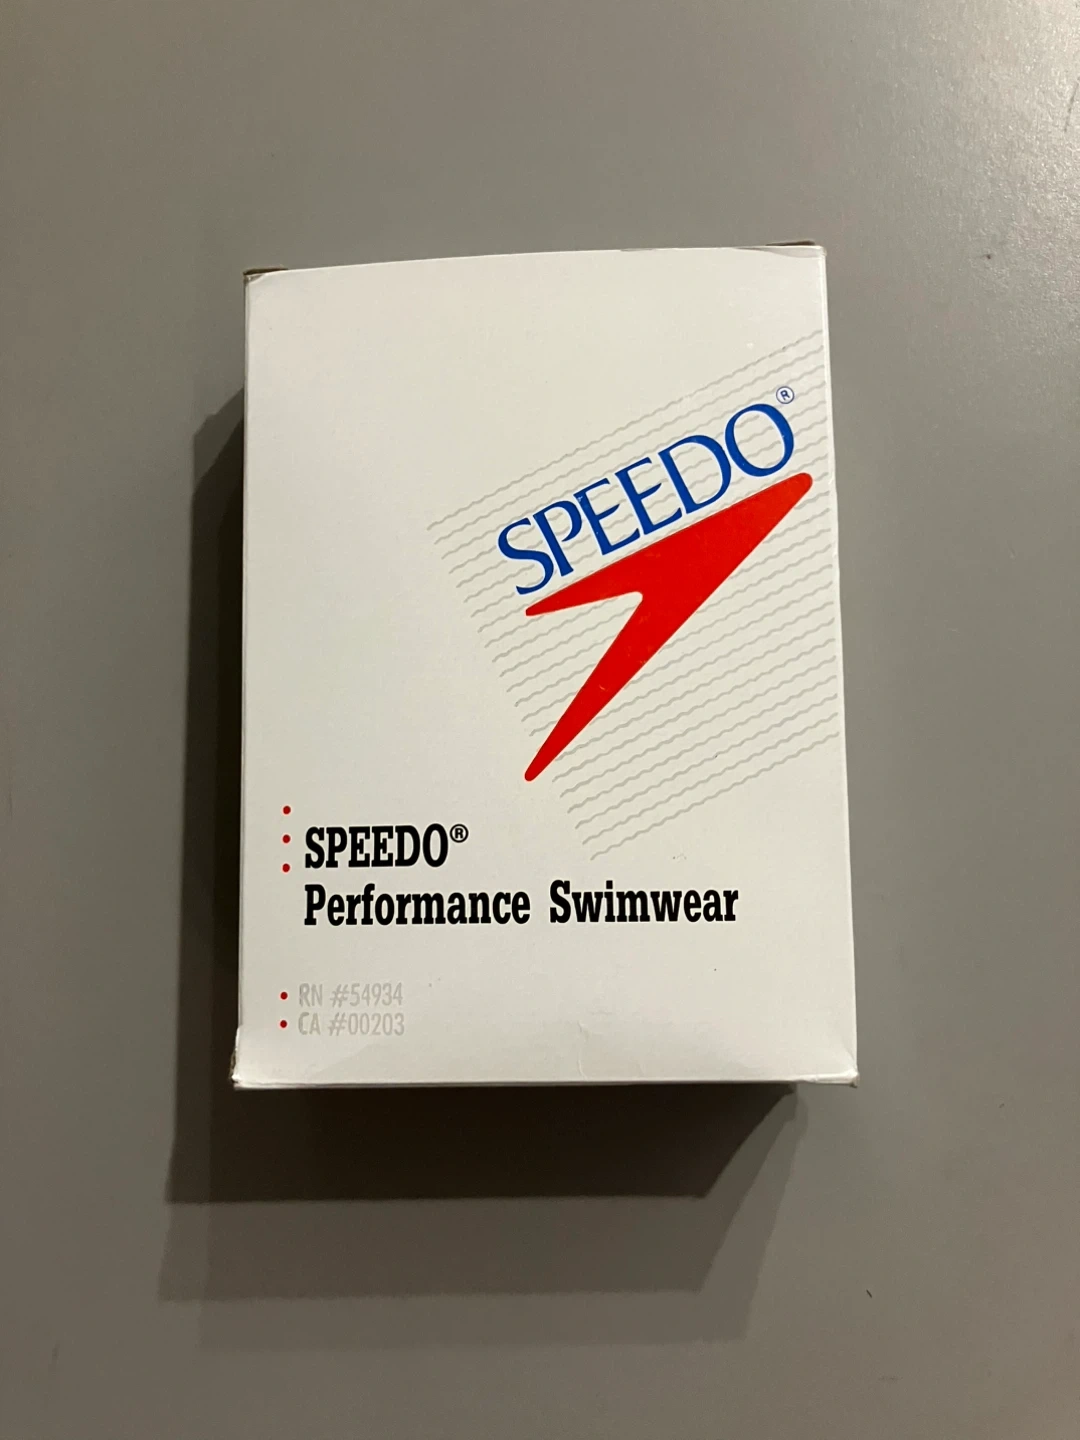 SPEEDO®
SPEEDO®
Performance Swimwear
RN #54934
CA #00203